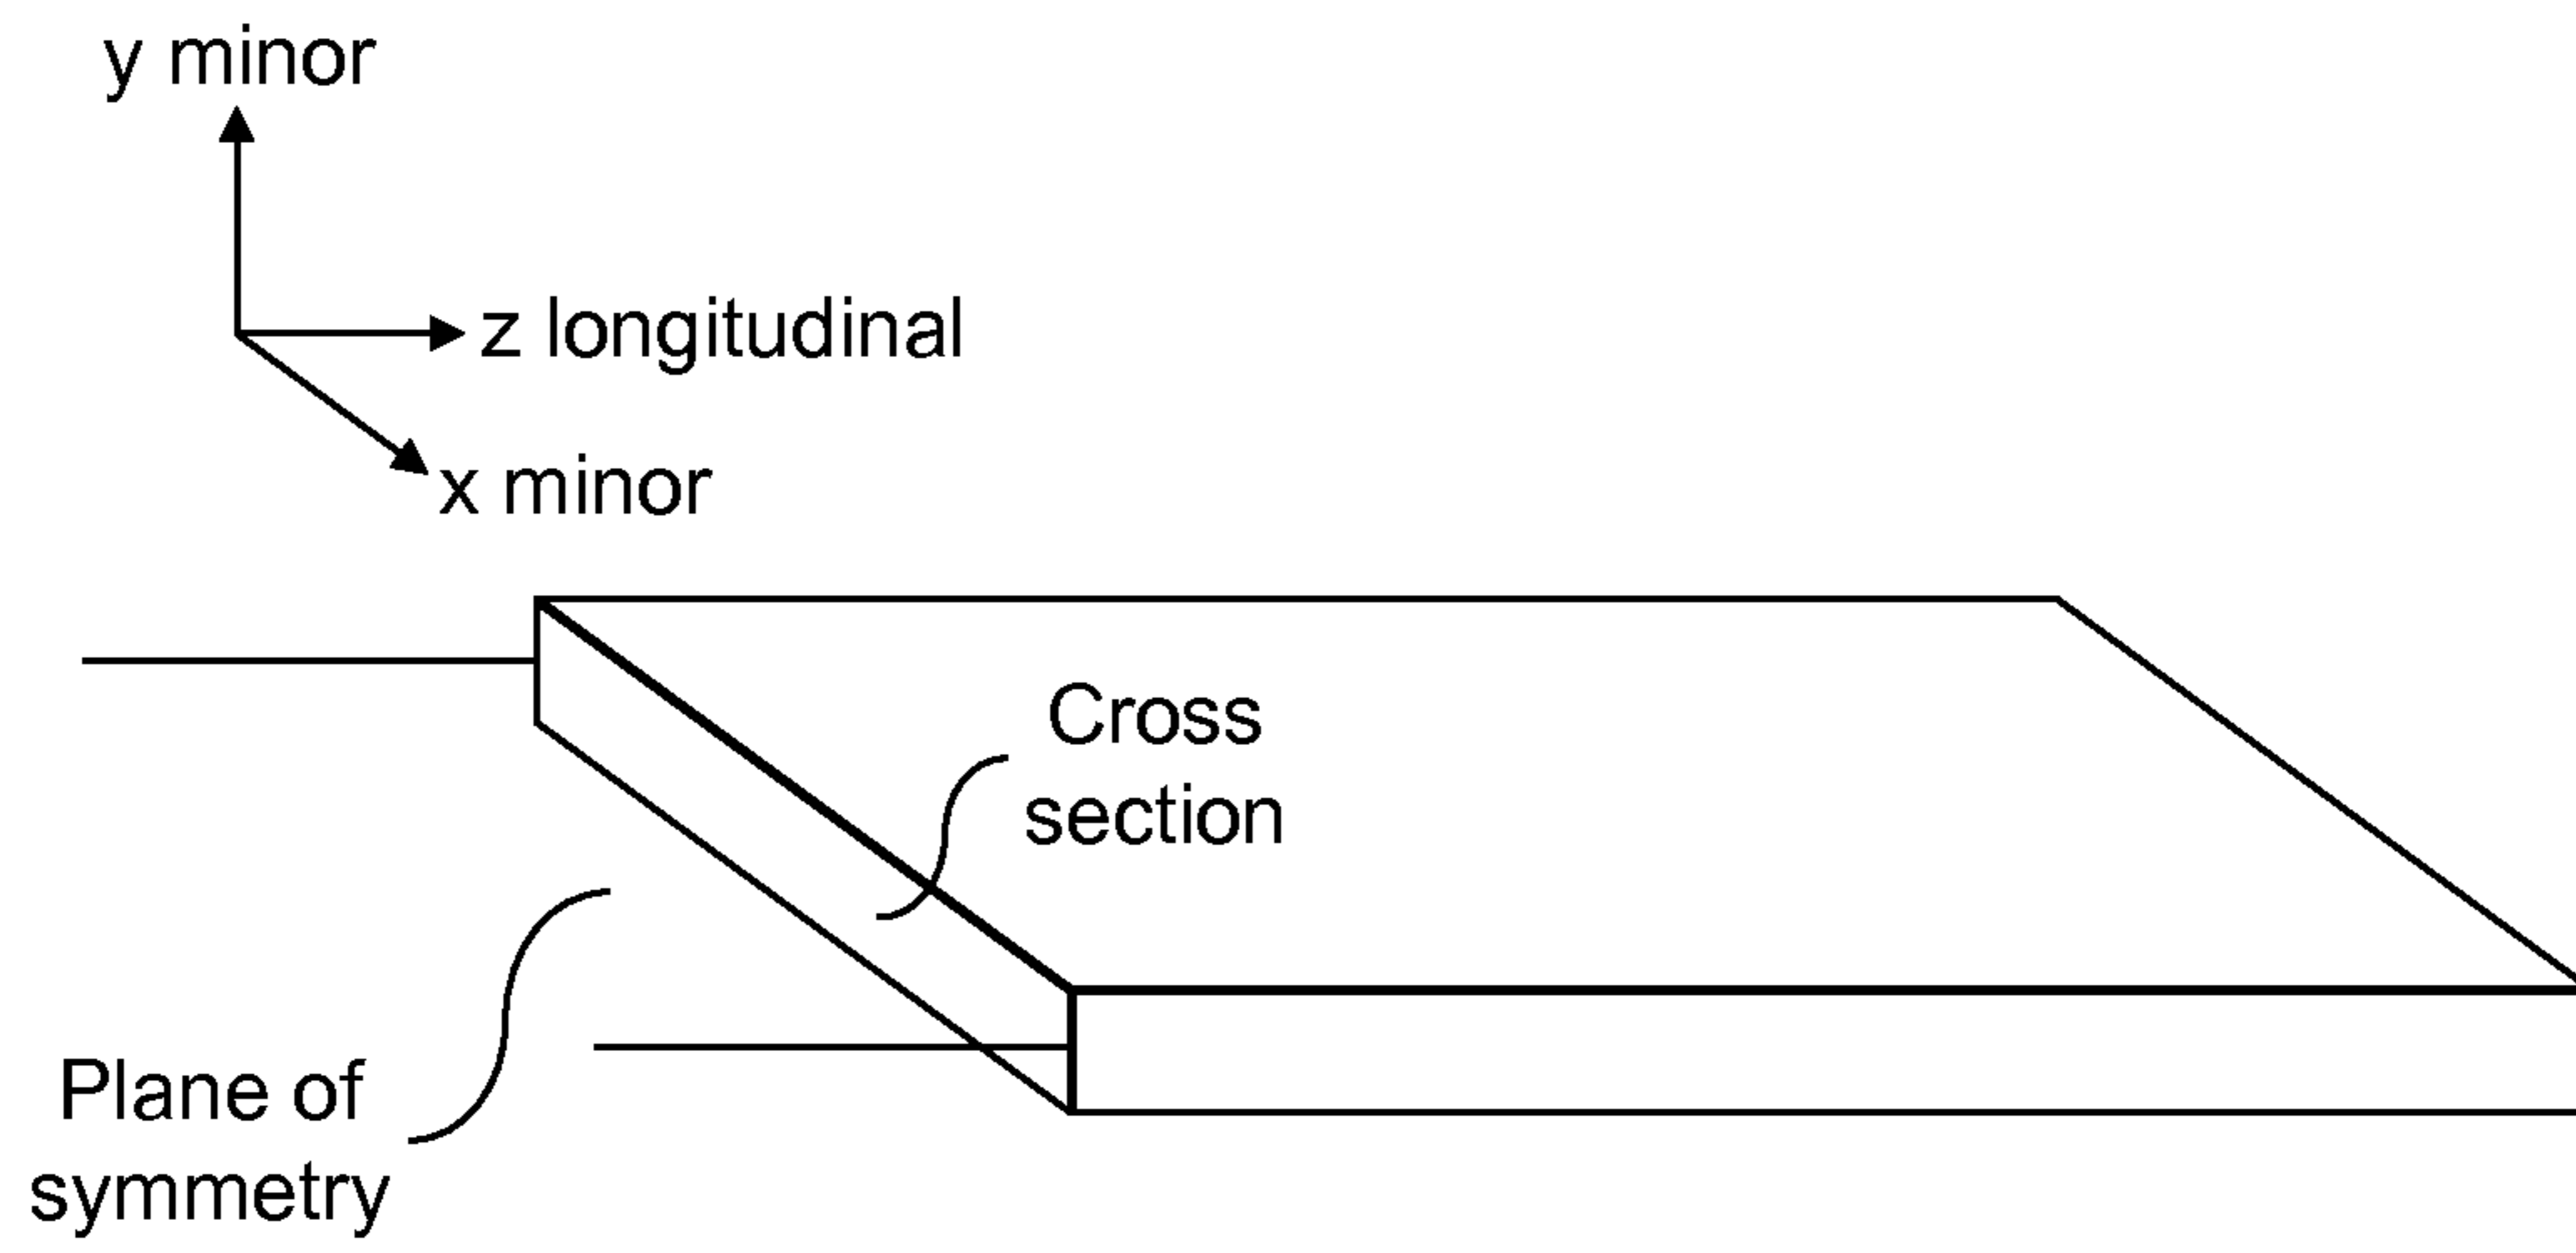 y minor
z longitudinal
x minor
Cross
section
Plane of
symmetry